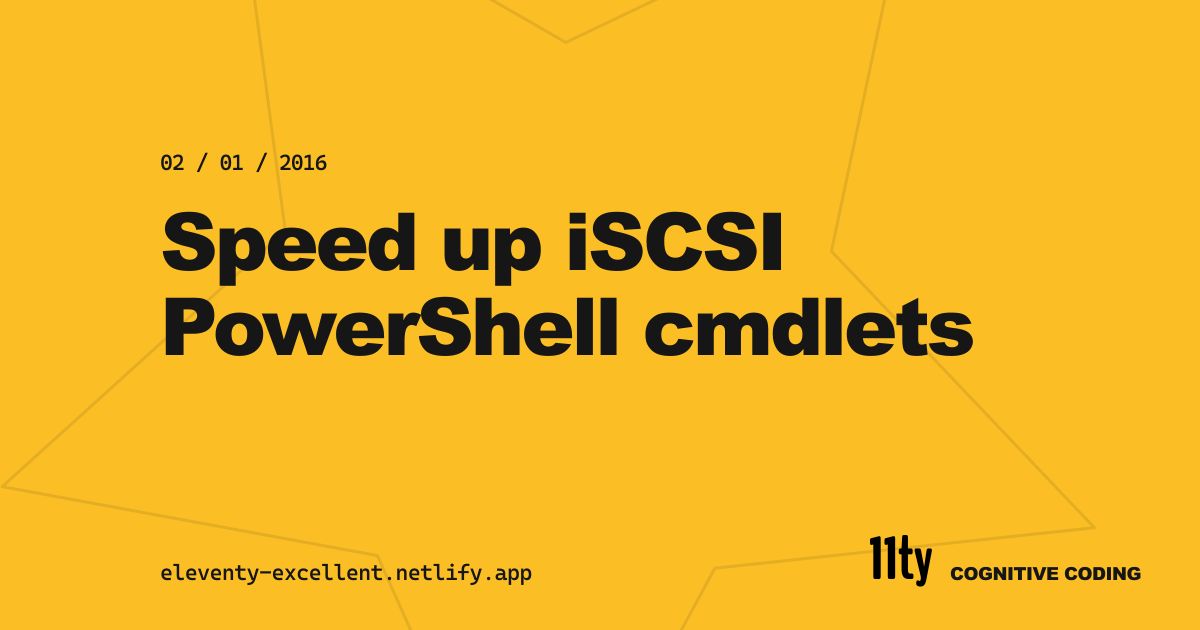 02 / 01 / 2016
Speed up iSCSI
PowerShell cmdlets
eleventy-excellent.netlify.app
11ty COGNITIVE CODING